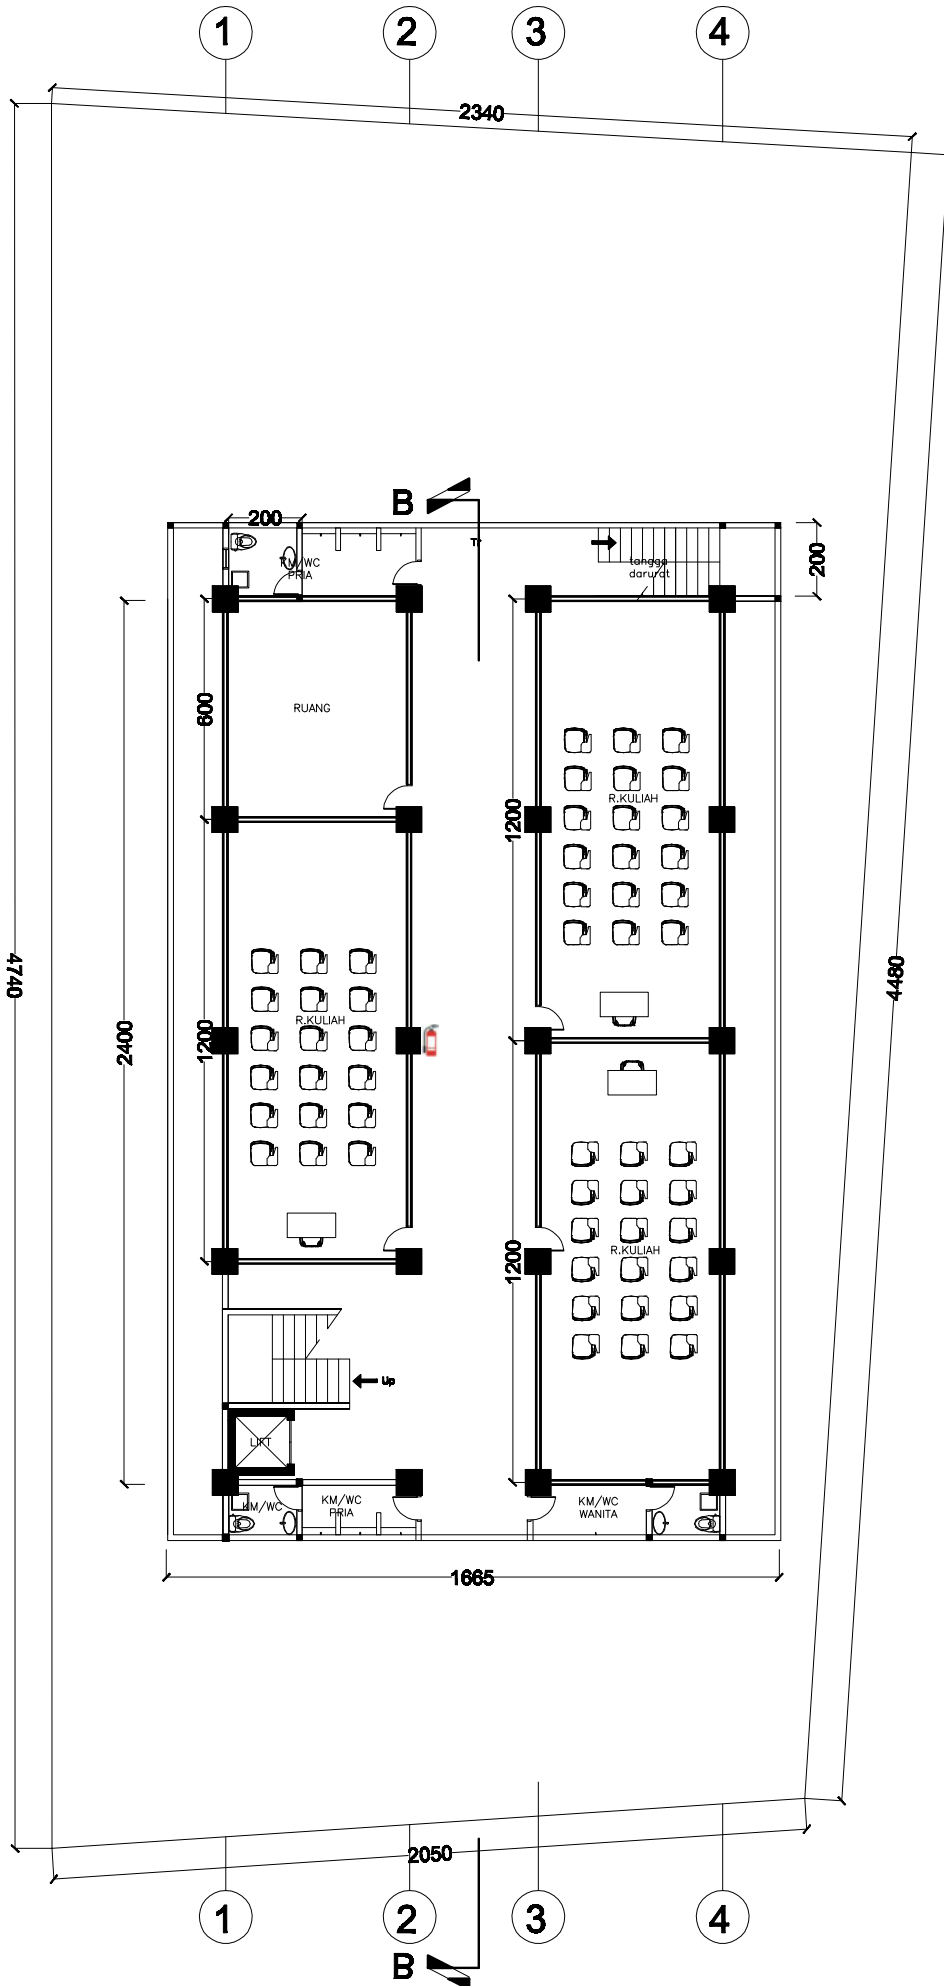 1
2
3
4
2340
B
200
Tr
KM/WC
PRIA
tangga
darurat
200
600
RUANG
1200
R.KULIAH
4740
4480
2400
1200
R.KULIAH
1200
R.KULIAH
Up
LIFT
KM/WC
KM/WC
PRIA
KM/WC
WANITA
1665
2050
1
2
3
4
B